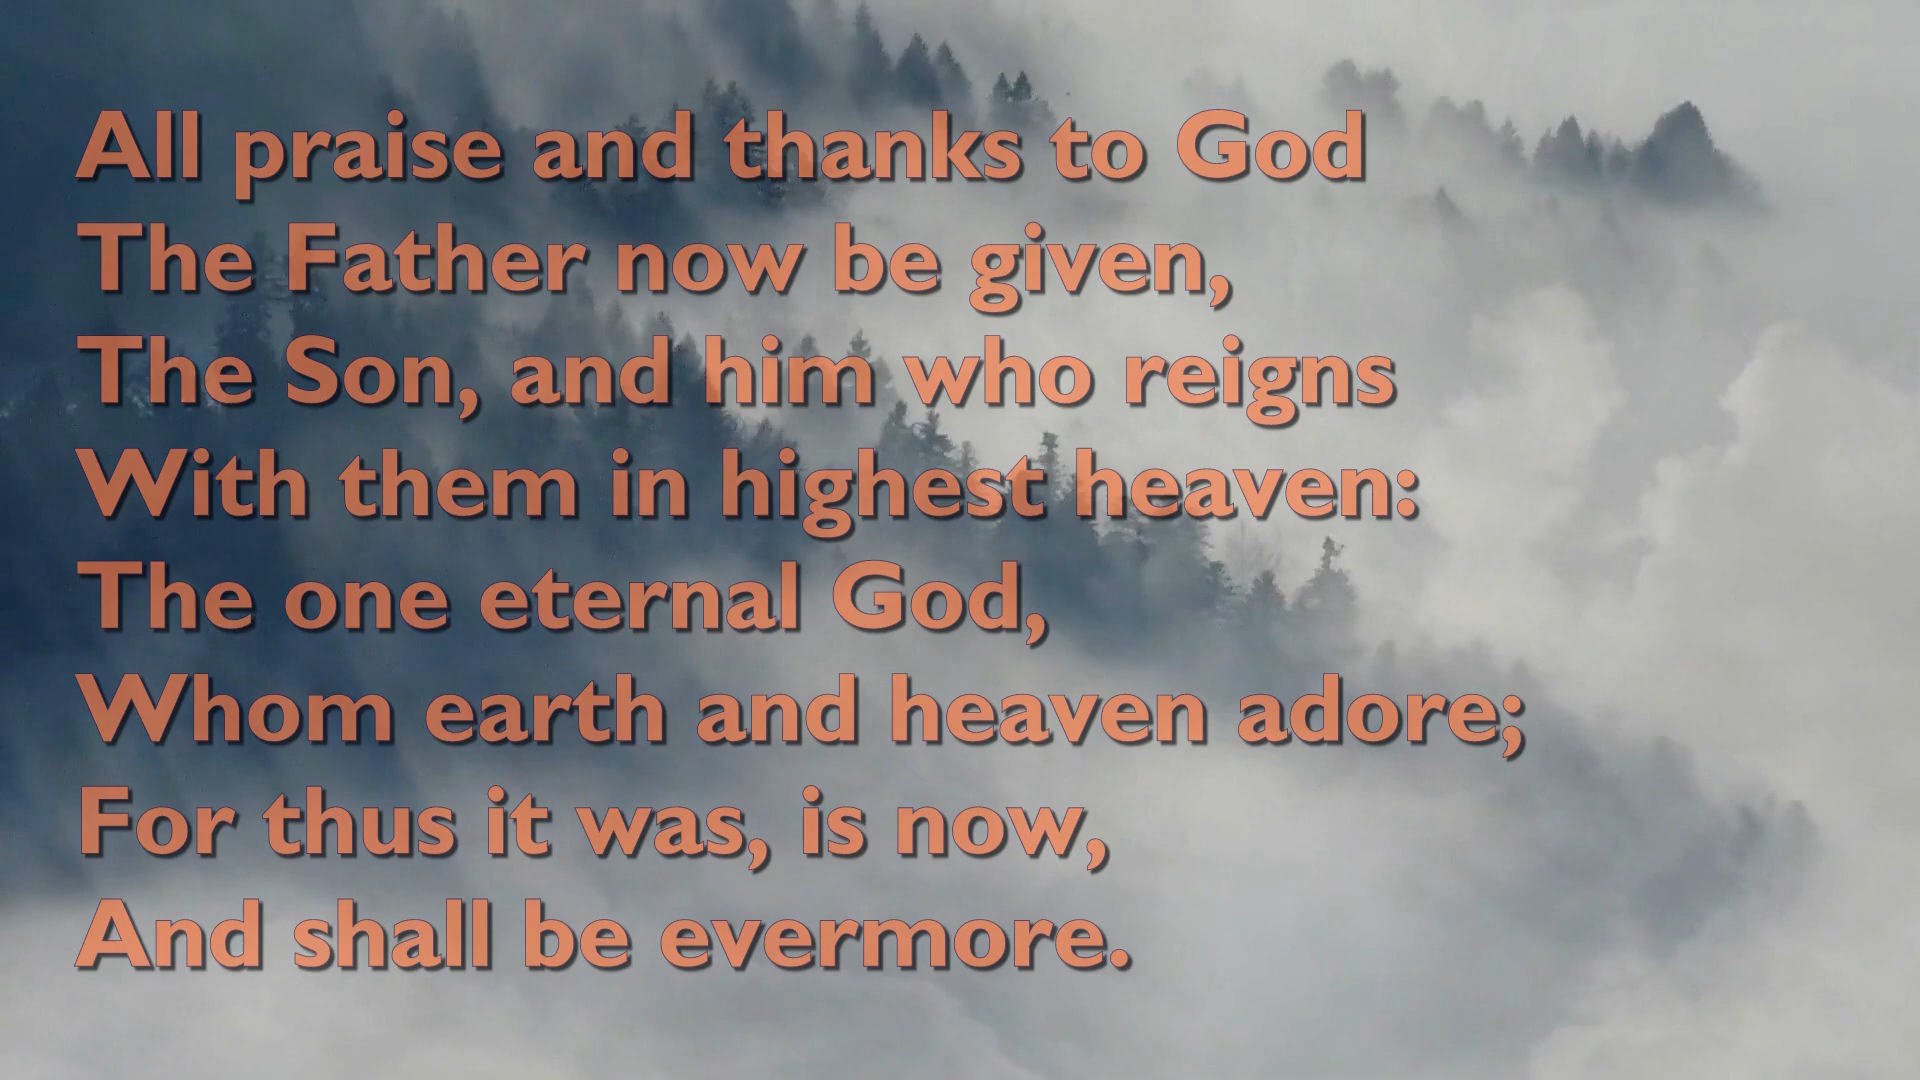 All praise and thanks to God
The Father now be given,
The Son, and him who reigns
With them in highest heaven:
The one eternal God,
Whom earth and heaven adore;
For thus it was, is now,
And shall be evermore.